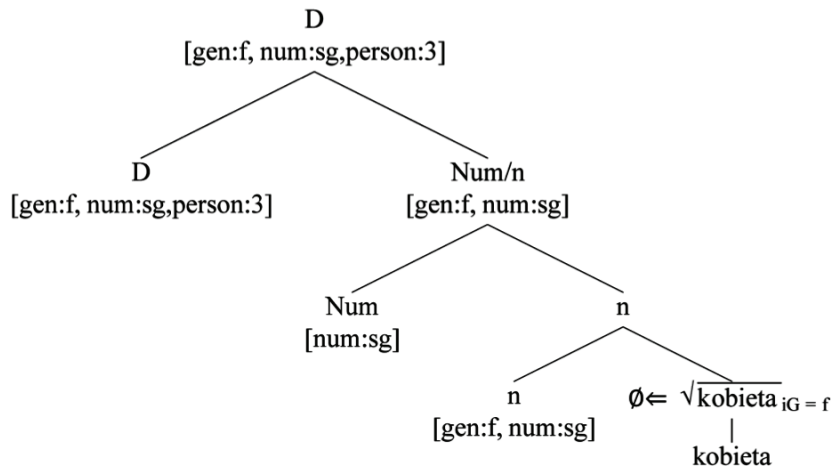 D
[gen:f, num:sg,person:3]
D
[gen:f, num:sg,person:3]
Num/n
[gen:f, num:sg]
Num
[num:sg]
n
n
[gen:f, num:sg]
∅⇐ √kobieta iG = f
kobieta